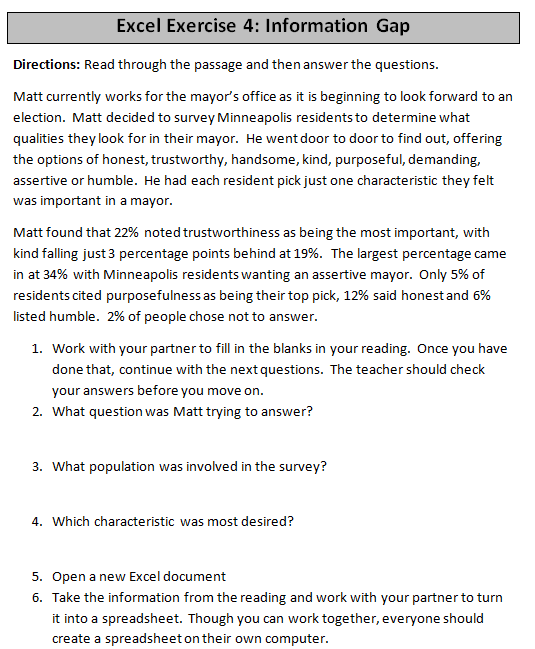 Excel Exercise 4: Information Gap
Directions: Read through the passage and then answer the questions.
Matt currently works for the mayor's office as it is beginning to look forward to an
election. Matt decided to survey Minneapolis residents to determine what
qualities they look for in their mayor. He went door to door to find out, offering
the options of honest, trustworthy, handsome, kind, purposeful, demanding,
assertive or humble. He had each resident pick just one characteristic they felt
was important in a mayor.
Matt found that 22% noted trustworthiness as being the most important, with
kind falling just 3 percentage points behind at 19%. The largest percentage came
in at 34% with Minneapolis residents wanting an assertive mayor. Only 5% of
residents cited purposefulness as being their top pick, 12% said honest and 6%
listed humble. 2% of people chose not to answer.
1. Work with your partner to fill in the blanks in your reading. Once you have
done that, continue with the next questions. The teacher should check
your answers before you move on.
2. What question was Matt trying to answer?
3. What population was involved in the survey?
4. Which characteristic was most desired?
5. Open a new Excel document
6. Take the information from the reading and work with your partner to turn
it into a spreadsheet. Though you can work together, everyone should
create a spreadsheet on their own computer.